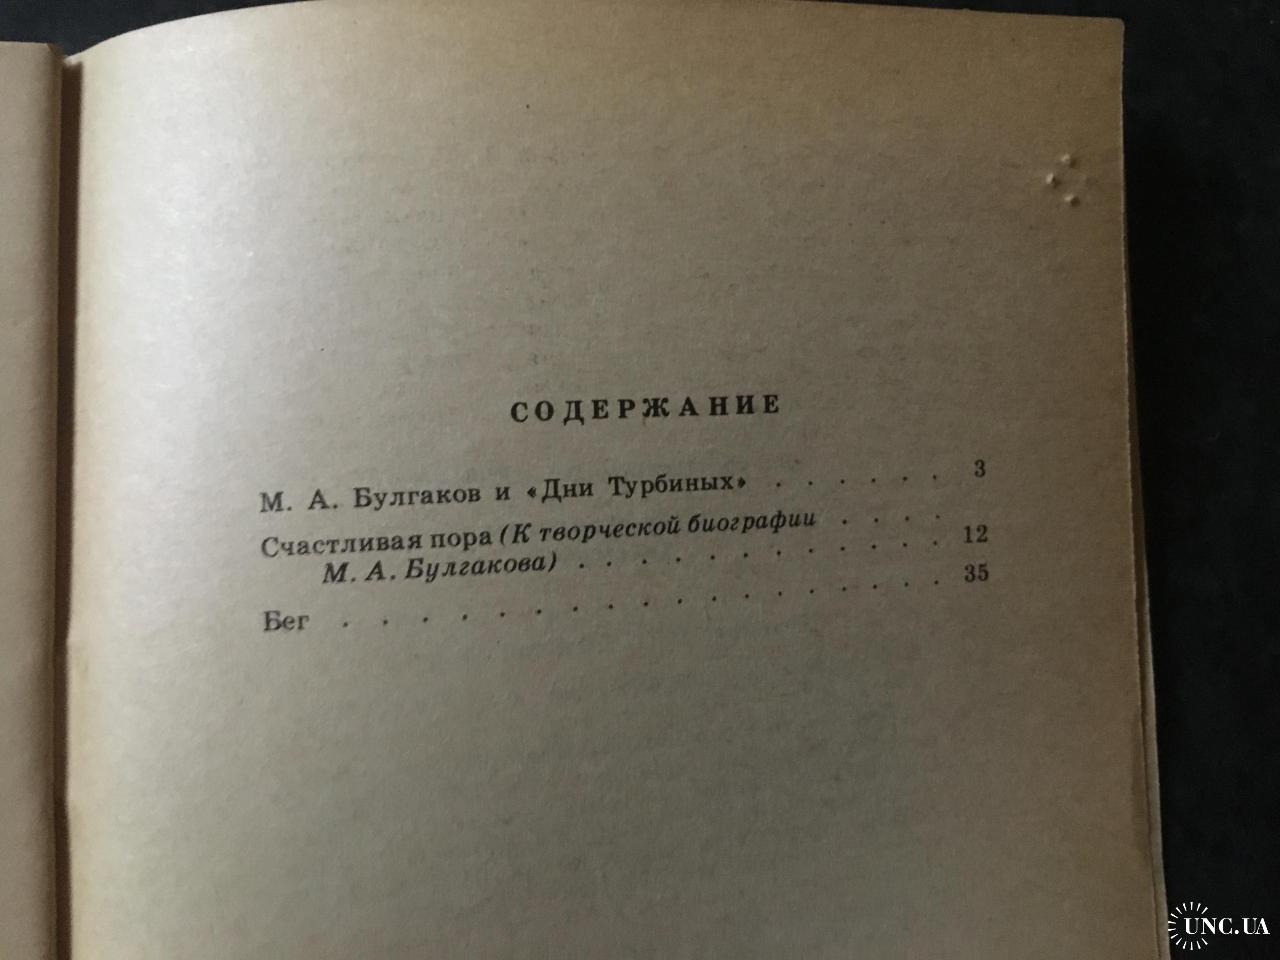 СОДЕРЖАНИЕ
М. А. Булгаков и «Дни Турбиных» . . . . . . 3
Счастливая пора (К творческой биографии . . . .
М. А. Булгакова) . . . . . . . . . . . 12
Бег . . . . . . . . . . . . . . . . 35
UNC.UA